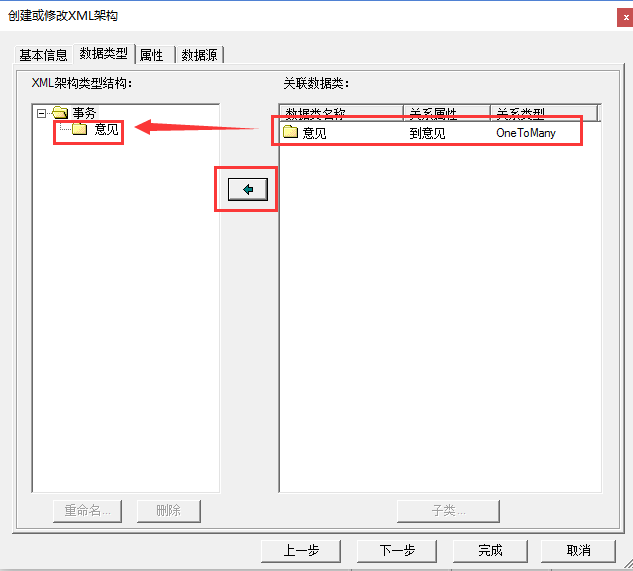 创建或修改XML架构
基本信息 数据类型 属性 数据源
XML架构类型结构：
关联数据类：
事务
意见
数据类名称 关系属性 关系类型
意见 到意见 OneToMany
重命名... 删除 子类...
上一步 下一步 完成 取消